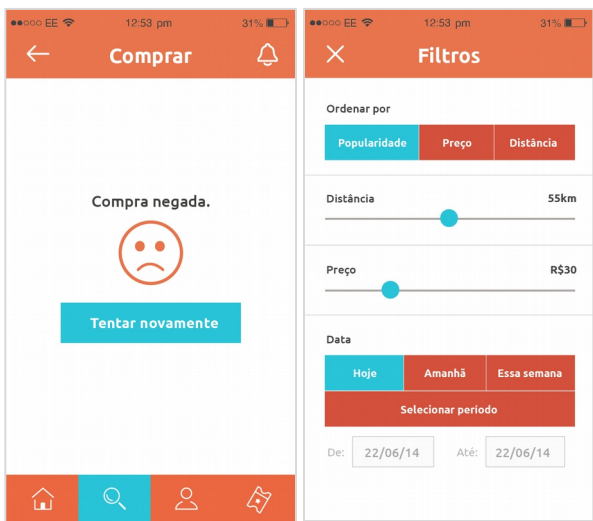 EE 12:53 pm 31%
Comprar
Compra negada.
Tentar novamente
EE 12:53 pm 31%
Filtros
Ordenar por
Popularidade Preço Distância
Distância 55km
Preço R$30
Data
Hoje Amanhã Essa semana
Selecionar período
De: 22/06/14 Até: 22/06/14